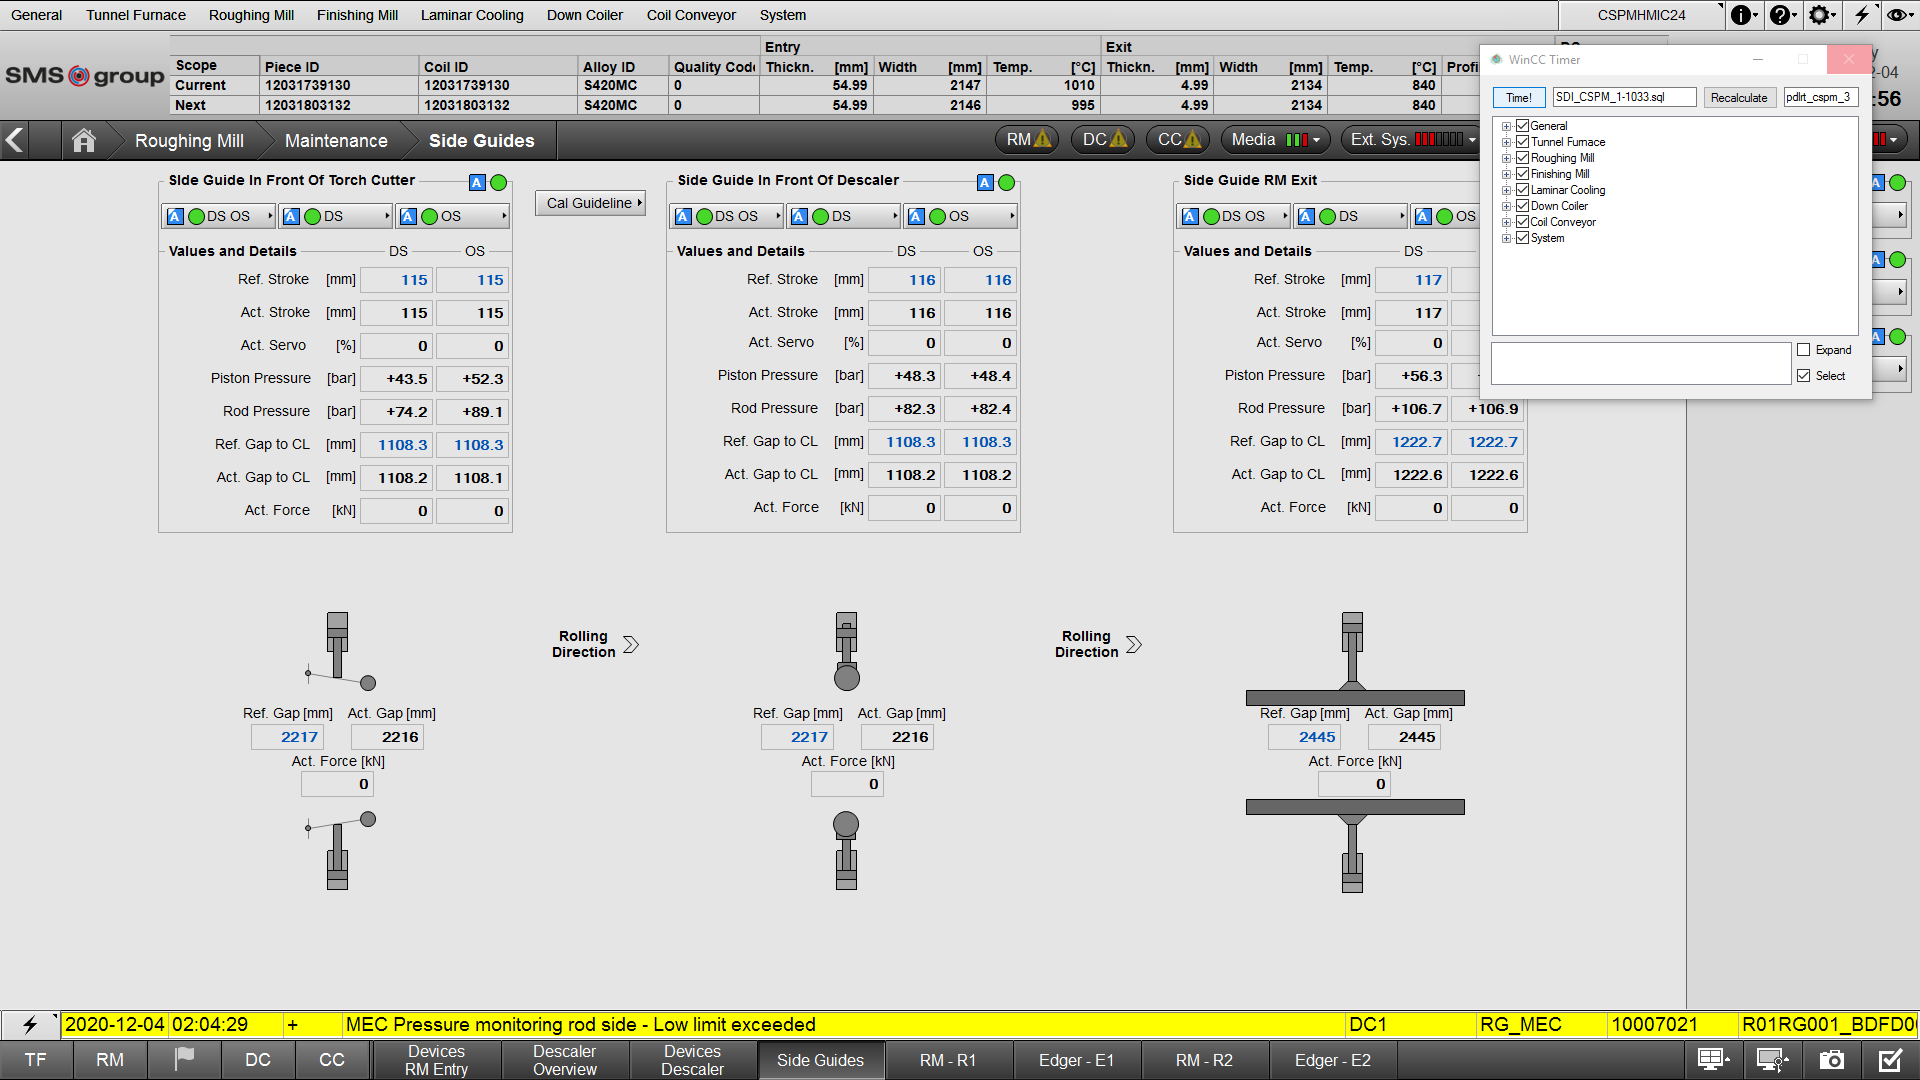 General Tunnel Furnace Roughing Mill Finishing Mill Laminar Cooling Down Coiler Coil Conveyor System CSPMHMIC24
SMS group
Entry Exit
Scope Piece ID Coil ID Alloy ID Quality Code Thickn. [mm] Width [mm] Temp. [°C] Thickn. [mm] Width [mm] Temp. [°C]
Current 12031739130 12031739130 S420MC 0 54.99 2147 1010 4.99 2134 840
Next 12031803132 12031803132 S420MC 0 54.99 2146 995 4.99 2134 840
-04
:56
Roughing Mill Maintenance Side Guides RM DC CC Media Ext. Sys.
WinCC Timer
Time! SDI_CSPM_1-1033.sql Recalculate pdlrt_cspm_3
General
Tunnel Furnace
Roughing Mill
Finishing Mill
Laminar Cooling
Down Coiler
Coil Conveyor
System
Expand
Select
Side Guide In Front Of Torch Cutter A
A DS OS A DS A OS
Values and Details DS OS
Ref. Stroke [mm] 115 115
Act. Stroke [mm] 115 115
Act. Servo [%] 0 0
Piston Pressure [bar] +43.5 +52.3
Rod Pressure [bar] +74.2 +89.1
Ref. Gap to CL [mm] 1108.3 1108.3
Act. Gap to CL [mm] 1108.2 1108.1
Act. Force [kN] 0 0
Cal Guideline
Side Guide In Front Of Descaler A
A DS OS A DS A OS
Values and Details DS OS
Ref. Stroke [mm] 116 116
Act. Stroke [mm] 116 116
Act. Servo [%] 0 0
Piston Pressure [bar] +48.3 +48.4
Rod Pressure [bar] +82.3 +82.4
Ref. Gap to CL [mm] 1108.3 1108.3
Act. Gap to CL [mm] 1108.2 1108.2
Act. Force [kN] 0 0
Side Guide RM Exit
A DS OS A DS A OS
Values and Details DS
Ref. Stroke [mm] 117
Act. Stroke [mm] 117
Act. Servo [%] 0
Piston Pressure [bar] +56.3
Rod Pressure [bar] +106.7 +106.9
Ref. Gap to CL [mm] 1222.7 1222.7
Act. Gap to CL [mm] 1222.6 1222.6
Act. Force [kN] 0 0
A
A
A
Rolling
Direction
Rolling
Direction
Ref. Gap [mm] Act. Gap [mm]
2217 2216
Act. Force [kN]
0
Ref. Gap [mm] Act. Gap [mm]
2217 2216
Act. Force [kN]
0
Ref. Gap [mm] Act. Gap [mm]
2445 2445
Act. Force [kN]
0
2020-12-04 02:04:29 + MEC Pressure monitoring rod side - Low limit exceeded DC1 RG_MEC 10007021
TF RM DC CC Devices RM Entry Descaler Overview Devices Descaler Side Guides RM - R1 Edger - E1 RM - R2 Edger - E2